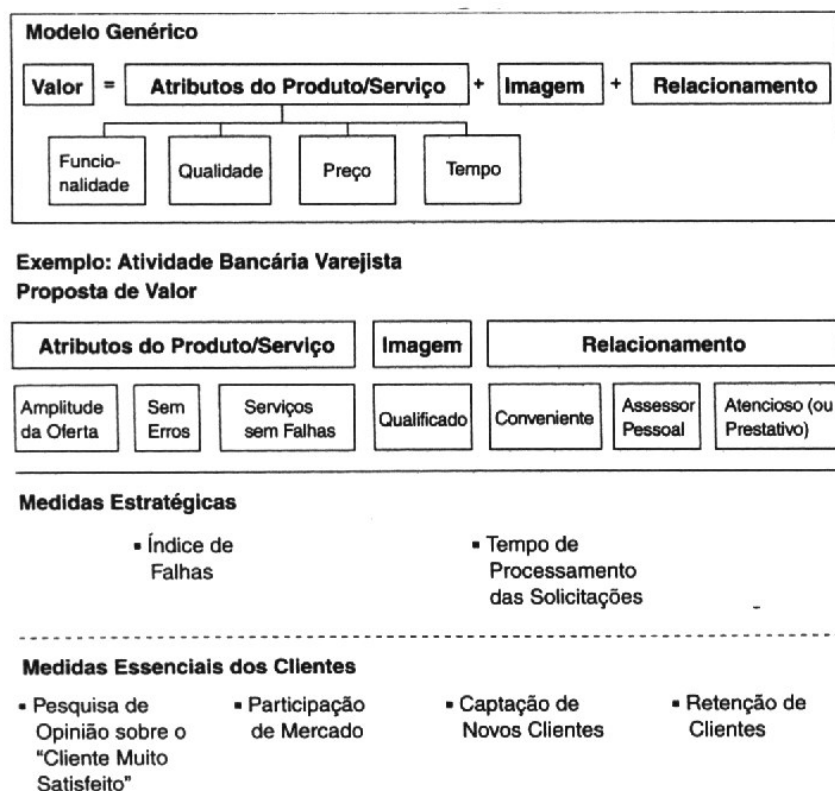 Modelo Genérico
Valor = Atributos do Produto/Serviço + Imagem + Relacionamento
Funcio-
nalidade
Qualidade
Preço
Tempo
Exemplo: Atividade Bancária Varejista
Proposta de Valor
Atributos do Produto/Serviço
Imagem
Relacionamento
Amplitude
da Oferta
Sem
Erros
Serviços
sem Falhas
Qualificado
Conveniente
Assessor
Pessoal
Atencioso (ou
Prestativo)
Medidas Estratégicas
▪ Índice de
Falhas
▪ Tempo de
Processamento
das Solicitações
Medidas Essenciais dos Clientes
▪ Pesquisa de
Opinião sobre o
“Cliente Muito
Satisfeito”
▪ Participação
de Mercado
▪ Captação de
Novos Clientes
▪ Retenção de
Clientes